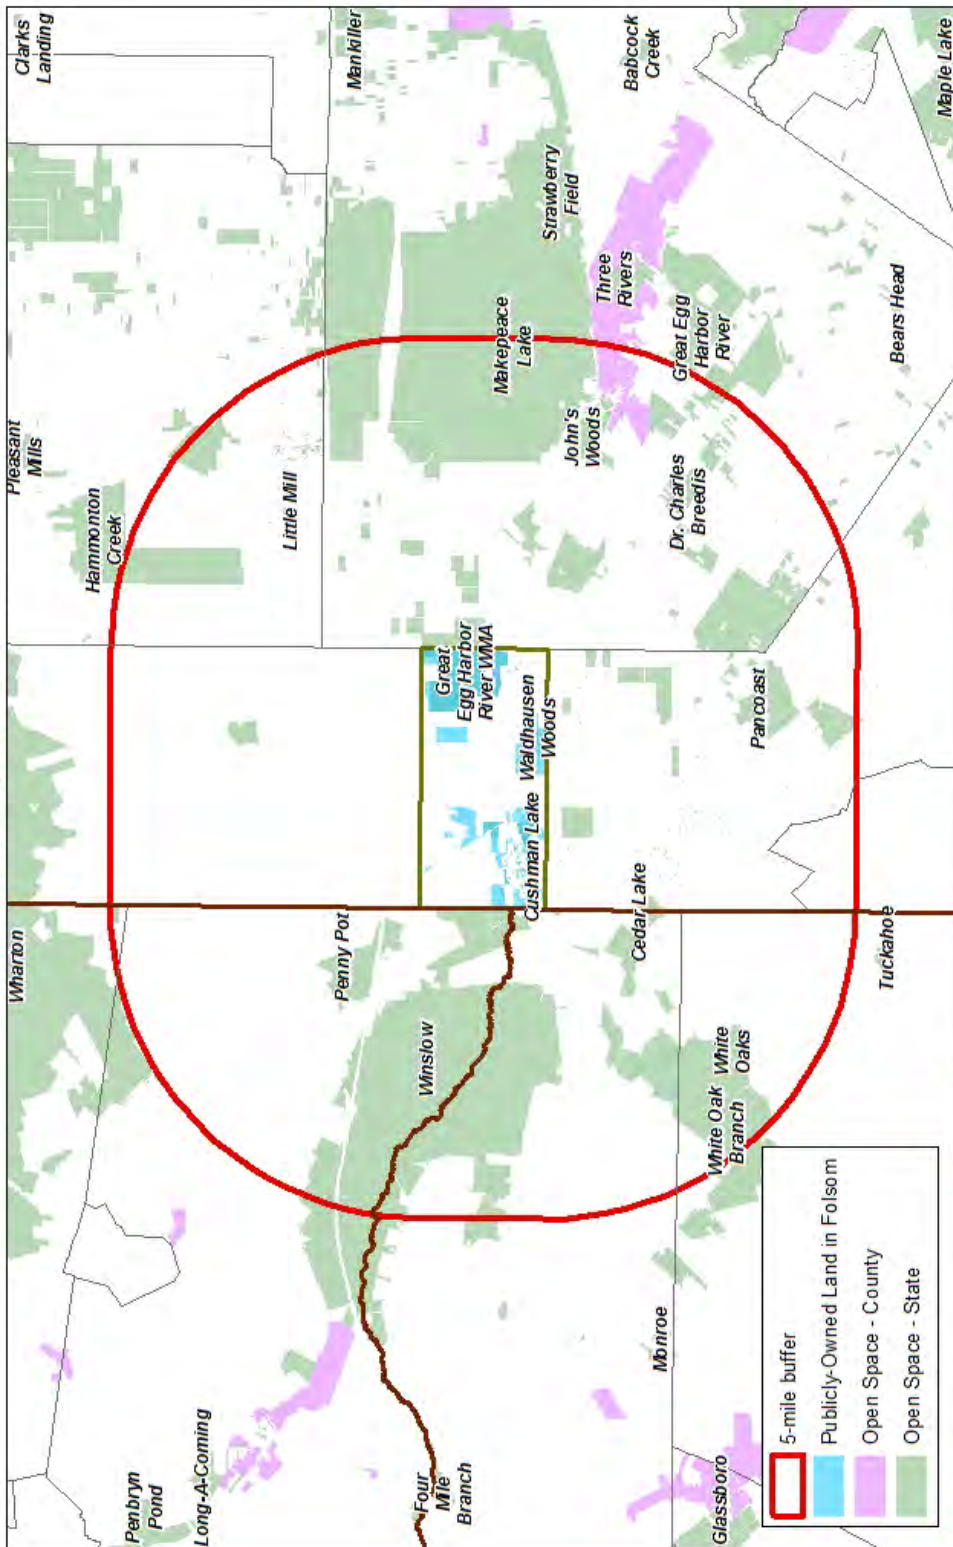 Clarks
Landing
Mankiller
Babcock
Creek
Maple Lake
Strawberry
Field
Three
Rivers
Great Egg
Harbor
River
Bears Head
Makepeace
Lake
John's
Woods
Dr. Charles
Breedis
Pleasant
Mills
Hammonton
Creek
Little Mill
Great
Egg Harbor
River WMA
Waldhausen
Woods
Pancoast
Cushman Lake
Cedar Lake
Tuckahoe
Wharton
Penny Pot
Winslow
White
Oaks
White Oak
Branch
Monroe
Penbryn
Pond
Long-A-Coming
Four
Mile
Branch
Glassboro
5-mile buffer
Publicly-Owned Land in Folsom
Open Space - County
Open Space - State